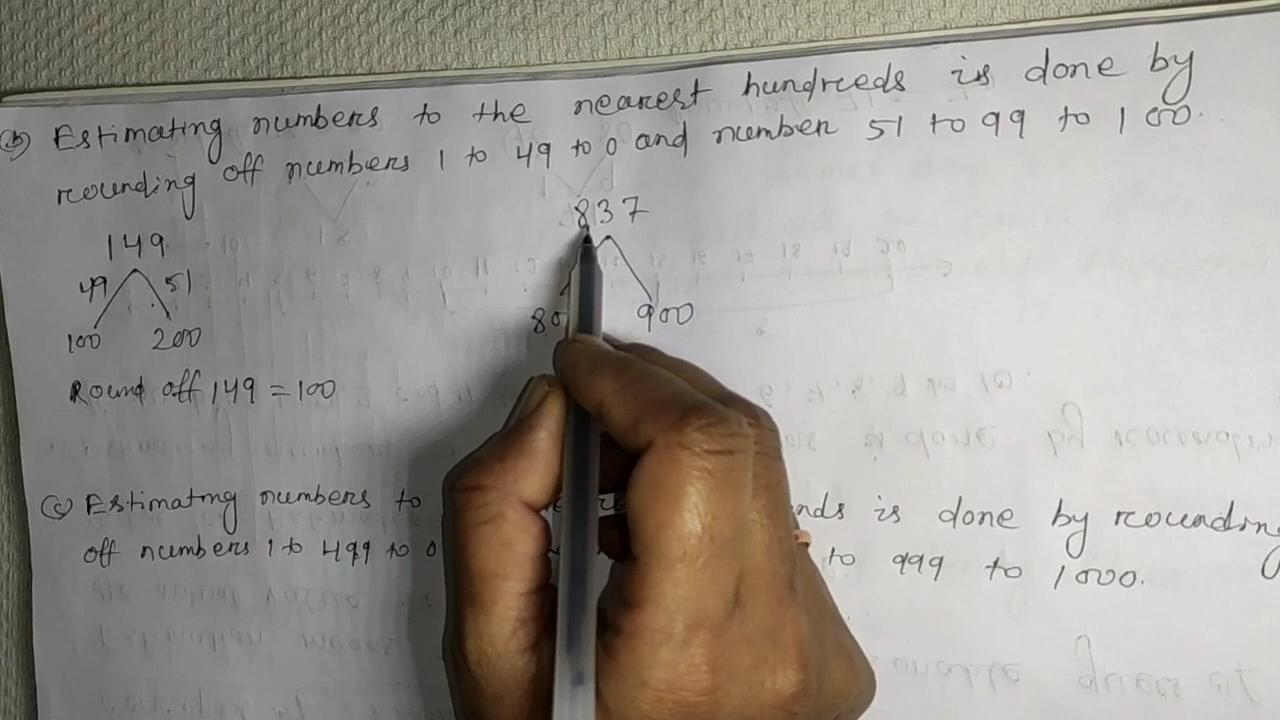 (b) Estimating numbers to the nearest hundreds is done by
rounding off numbers 1 to 49 to 0 and number 51 to 99 to 100.
149
49 51
100 200
Round off 149 = 100
837
80 900
(c) Estimating numbers to nds is done by rounding
off numbers 1 to 499 to 0 to 999 to 1000.